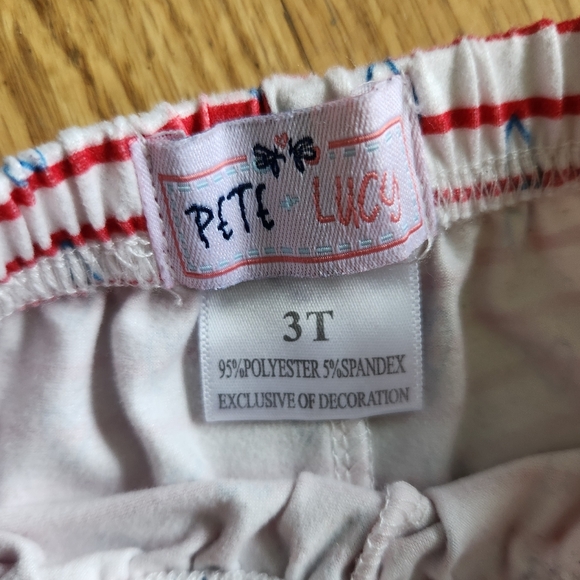 PETE + LUCY
3T
95%POLYESTER 5%SPANDEX
EXCLUSIVE OF DECORATION